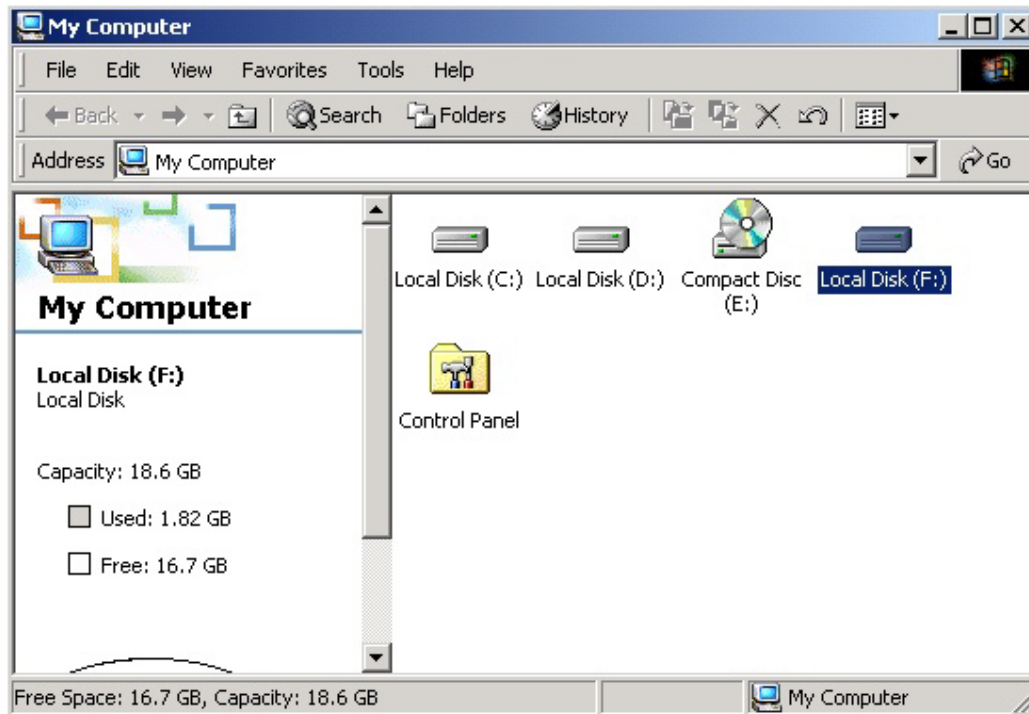 My Computer
File Edit View Favorites Tools Help
Back Search Folders History
Address My Computer Go
My Computer
Local Disk (F:)
Local Disk
Capacity: 18.6 GB
Used: 1.82 GB
Free: 16.7 GB
Local Disk (C:) Local Disk (D:) Compact Disc Local Disk (F:)
(E:)
Control Panel
Free Space: 16.7 GB, Capacity: 18.6 GB My Computer